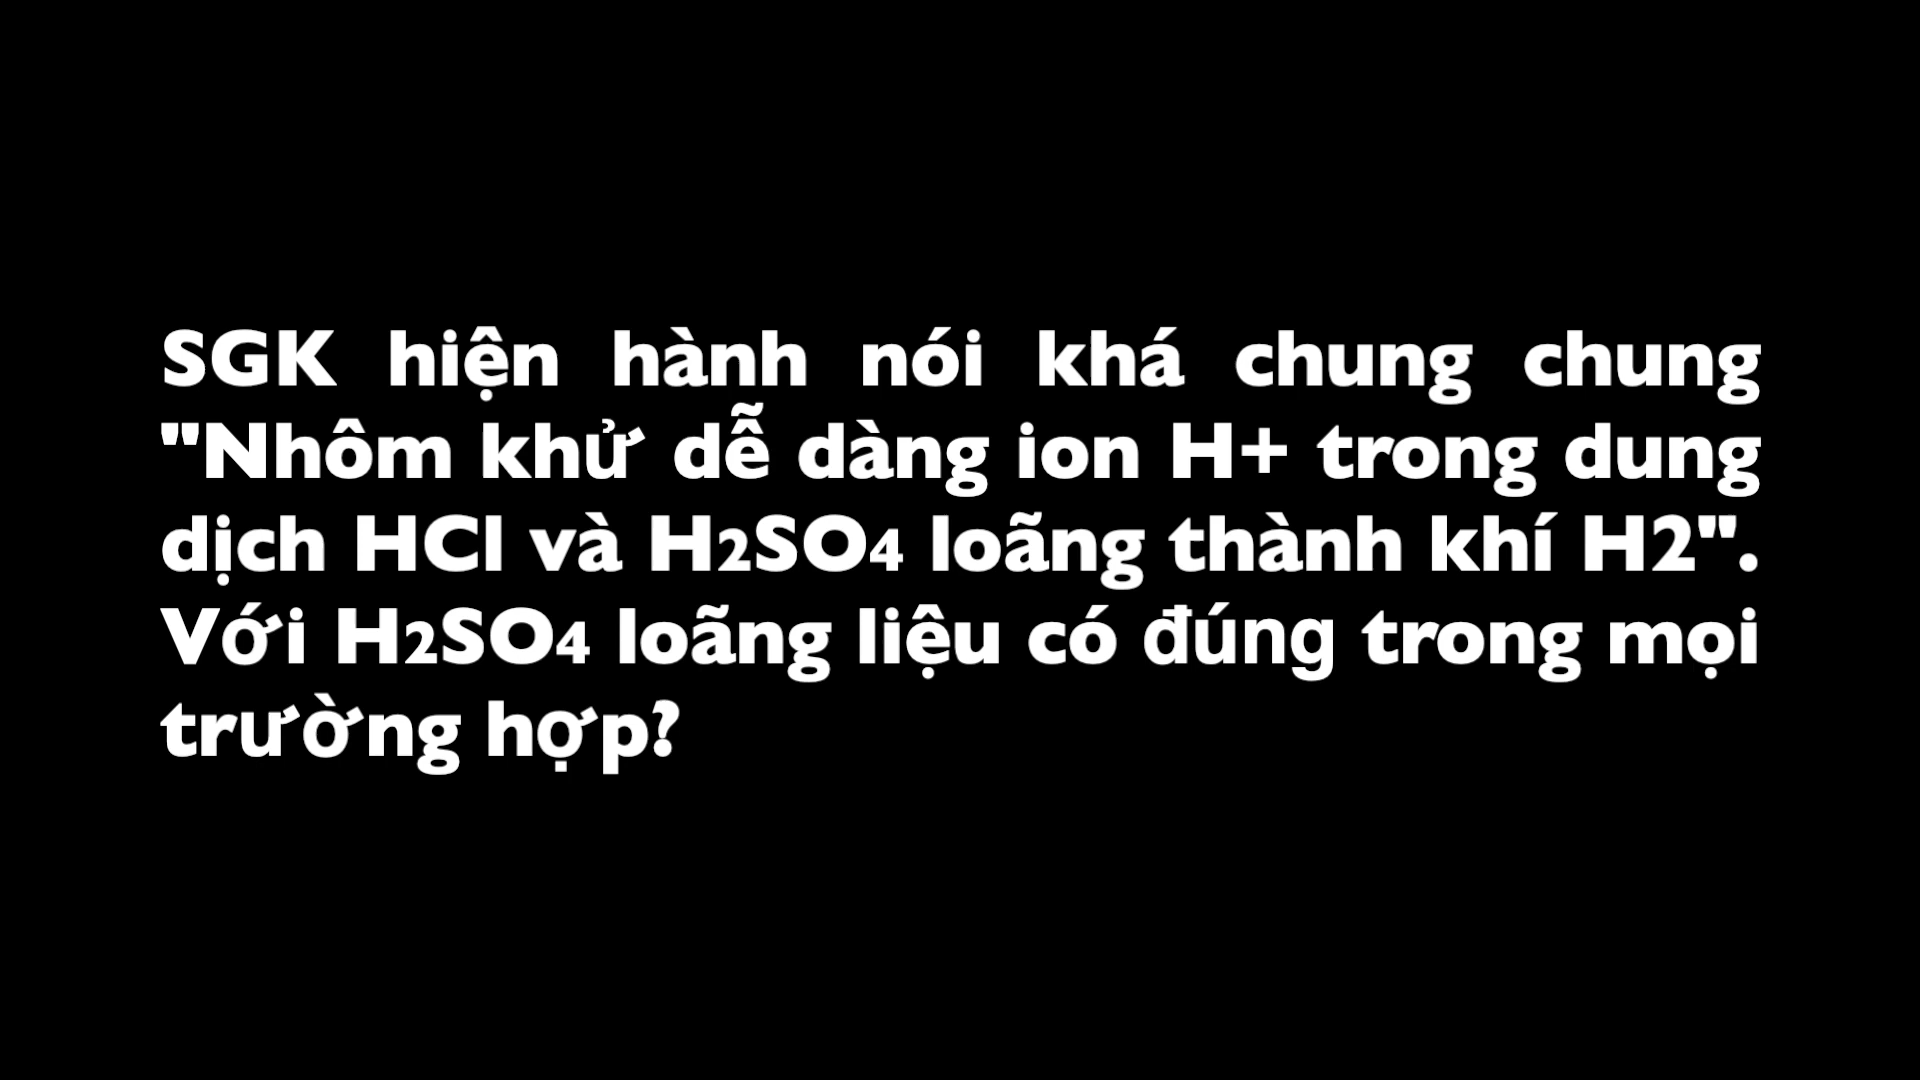 SGK hiện hành nói khá chung chung
"Nhôm khử dễ dàng ion H+ trong dung
dịch HCl và H2SO4 loãng thành khí H2".
Với H2SO4 loãng liệu có đúng trong mọi
trường hợp?